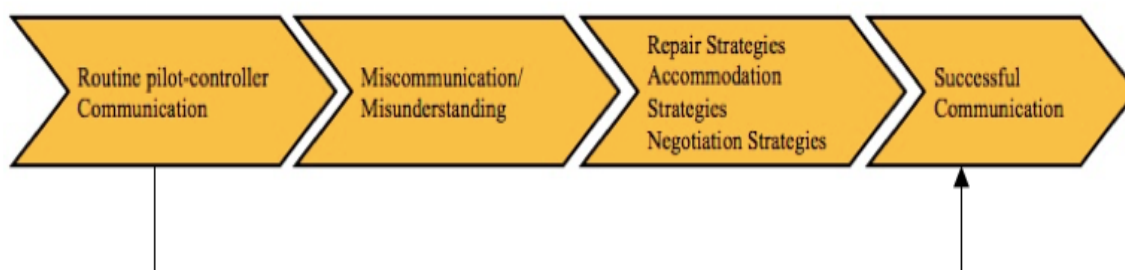 Routine pilot-controller
Communication
Miscommunication/
Misunderstanding
Repair Strategies
Accommodation
Strategies
Negotiation Strategies
Successful
Communication